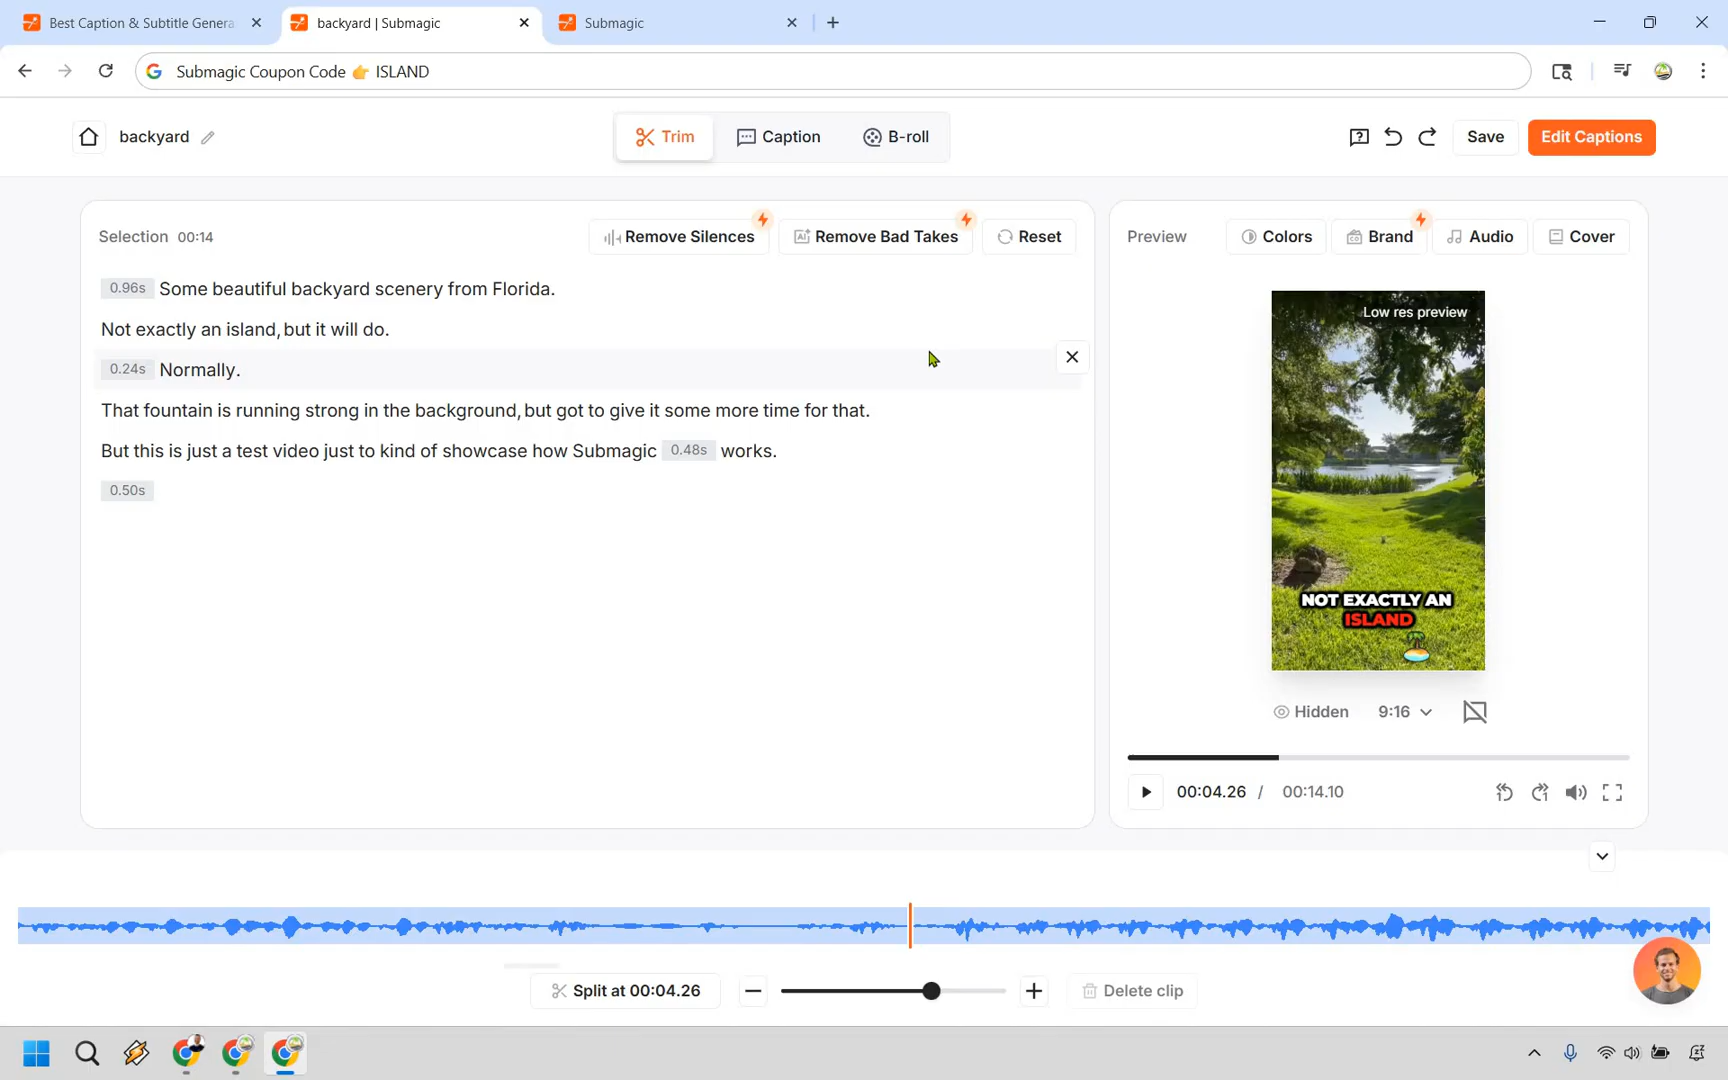 Best Caption & Subtitle Genera
backyard | Submagic
Submagic
Submagic Coupon Code 👉 ISLAND
backyard
Trim
Caption
B-roll
Save
Edit Captions
Selection 00:14
Remove Silences
Remove Bad Takes
Reset
Preview
Colors
Brand
Audio
Cover
0.96s Some beautiful backyard scenery from Florida.
Not exactly an island, but it will do.
0.24s Normally.
That fountain is running strong in the background, but got to give it some more time for that.
But this is just a test video just to kind of showcase how Submagic 0.48s works.
0.50s
Low res preview
NOT EXACTLY AN
ISLAND
Hidden
9:16
00:04.26 / 00:14.10
Split at 00:04.26
Delete clip